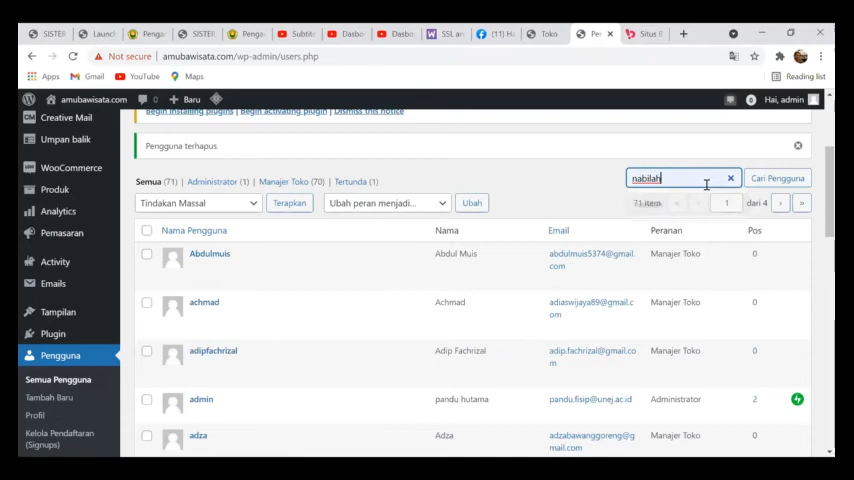 SISTER
Launch
Pengar
SISTER
Pengar
Subtitl
Dasbo
Dasbo
SSL an
(1) Ha
Toko
Pe
Situs B
Not secure | amubawisata.com/wp-admin/users.php
Apps Gmail YouTube Maps Reading list
amubawisata.com 0 Baru Hai, admin
Creative Mail
Umpan balik
WooCommerce
Produk
Analytics
Pemasaran
Activity
Emails
Tampilan
Plugin
Pengguna
Semua Pengguna
Tambah Baru
Profil
Kelola Pendaftaran
(Signups)
Begin installing plugins | Begin activating plugin | Dismiss this notice
Pengguna terhapus.
Semua (71) | Administrator (1) | Manajer Toko (70) | Tertunda (1)
nabilah
Cari Pengguna
Tindakan Massal Terapkan Ubah peran menjadi... Ubah 71 item « ‹ 1 dari 4 › »
Nama Pengguna Nama Email Peranan Pos
Abdulmuis Abdul Muis abdulmuis5374@gmail. Manajer Toko 0
com
achmad Achmad adiaswijaya89@gmail.c Manajer Toko 0
om
adipfachrizal Adip Fachrizal adip.fachrizal@gmail.co Manajer Toko 0
m
admin pandu hutama pandu.fisip@unej.ac.id Administrator 2
adza Adza adzabawanggoreng@g Manajer Toko 0
mail.com